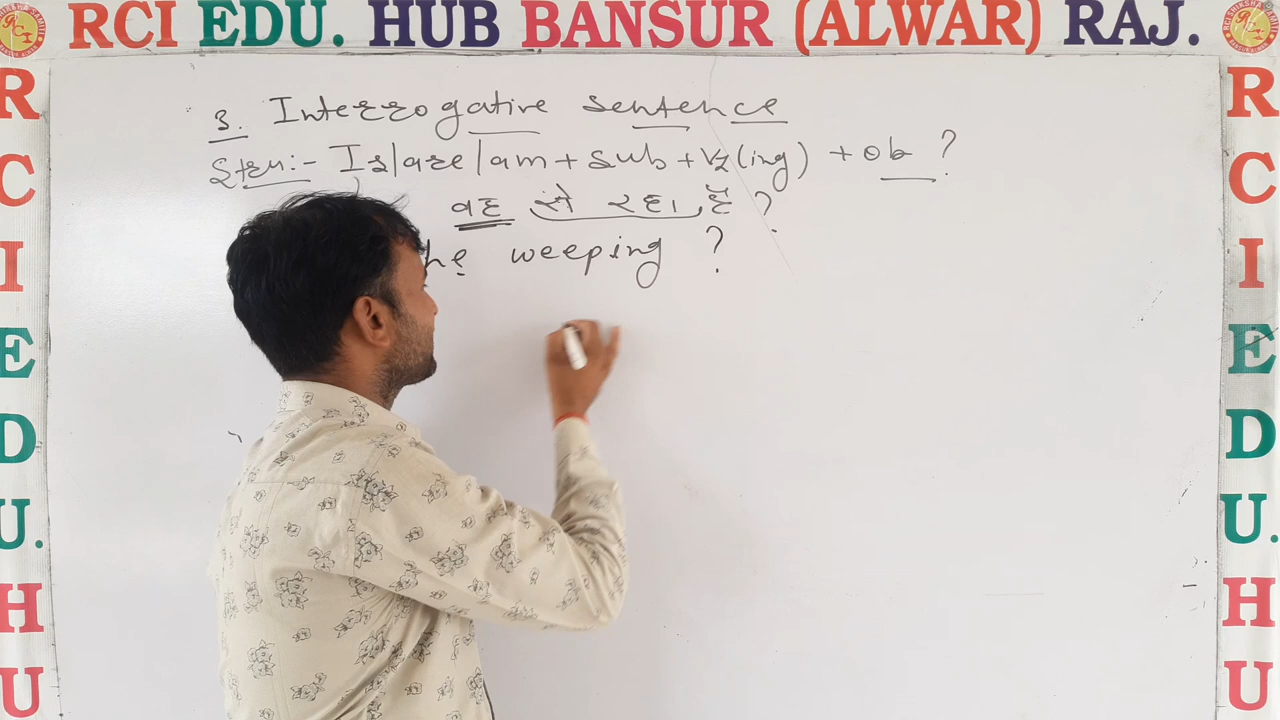 RCI EDU. HUB BANSUR (ALWAR) RAJ.
3. Interrogative Sentence
Stru:- Is/are/am + sub + V1(ing) + ob ?
वह रो रहा है ?
he weeping ?
R
C
I
E
D
U.
H
U
R
C
I
E
D
U.
H
U